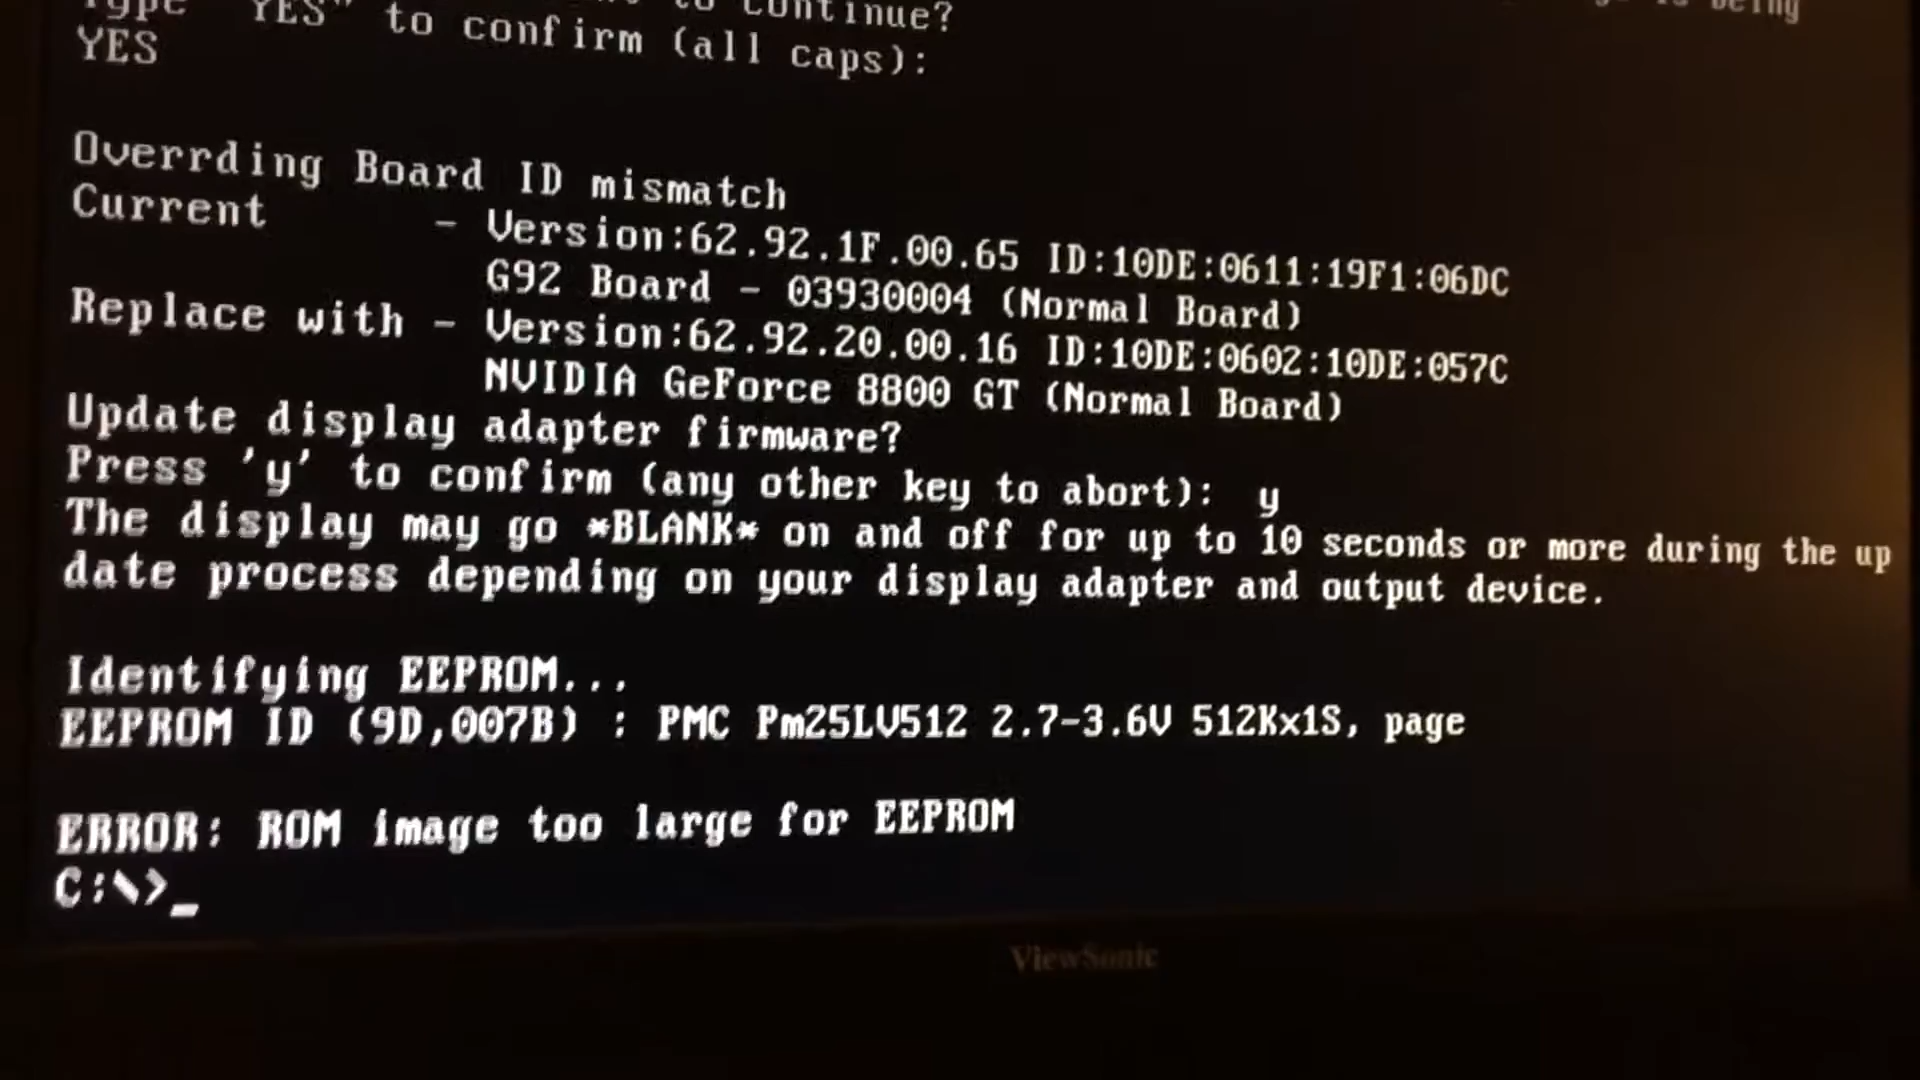 Type "YES" to confirm (all caps): continue?
YES
Overrding Board ID mismatch
Current - Version:62.92.1F.00.65 ID:10DE:0611:19F1:06DC
G92 Board - 03930004 (Normal Board)
Replace with - Version:62.92.20.00.16 ID:10DE:0602:10DE:057C
NVIDIA GeForce 8800 GT (Normal Board)
Update display adapter firmware?
Press 'y' to confirm (any other key to abort): y
The display may go *BLANK* on and off for up to 10 seconds or more during the up
date process depending on your display adapter and output device.
Identifying EEPROM...
EEPROM ID (9D,007B) : PMC Pm25LV512 2.7-3.6V 512Kx1S, page
ERROR: ROM image too large for EEPROM
C:\>_
ViewSonic